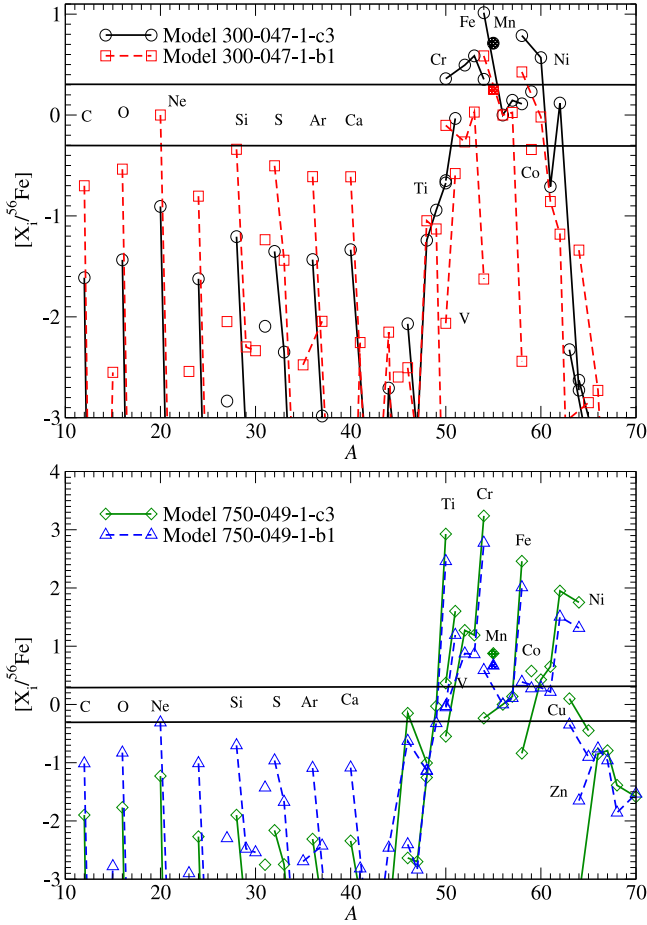 1
0
-1
-2
-3
[Xᵢ/⁵⁶Fe]
Model 300-047-1-c3
Model 300-047-1-b1
Fe Mn
Cr Ni
C O Ne Si S Ar Ca
Co
Ti
V
10 20 30 40 50 60 70
A
4
3
2
1
0
-1
-2
-3
[Xᵢ/⁵⁶Fe]
Model 750-049-1-c3
Model 750-049-1-b1
Ti Cr
Fe
Ni
Mn
Co
V
C O Ne Si S Ar Ca
Cu
Zn
10 20 30 40 50 60 70
A